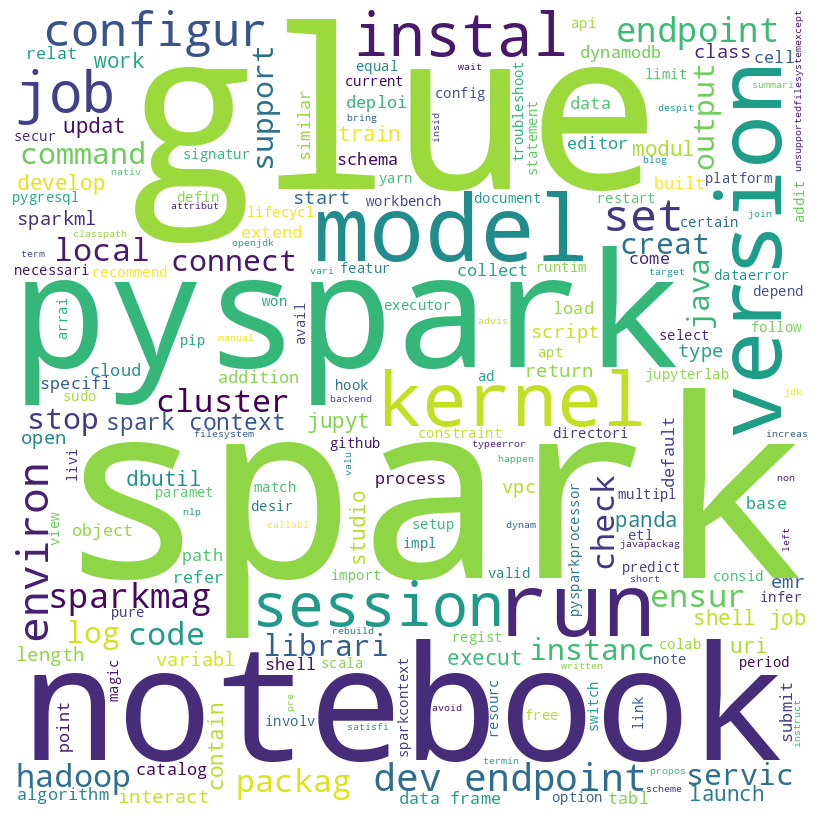 configur
instal
api
endpoint
relat
work
equal
wait
dynamodb
class
cell
glue
job
support
current
config
similar
deploi
bring
insid
troubleshoot
statement
data
limit
despit
summari
unsupportedfilesystemexcept
secur
updat
train
editor
modul
output
version
command
signatur
schema
yarn
blog
nativ
develop
defin
built
platform
pygresql
attribut
lifecycl
start
workbench
document
restart
addit
sparkml
extend
model
set
certain
join
classpath
openjdk
local
connect
creat
term
vari
featur
collect
runtim
come
java
dataerror
necessari
recommend
target
pyspark
arrai
won
avail
executor
load
depend
pip
manual
advis
script
select
follow
cloud
apt
type
specifi
addition
hook
ad
return
jupyterlab
sudo
cluster
backend
kernel
jdk
stop
spark context
jupyt
constraint
directori
default
open
filesystem
github
typeerror
increas
livi
spark
dbutil
process
valu
happen
vpc
check
multipl
non
left
paramet
match
desir
studio
base
view
nlp
callabl
setup
dynam
pysparkprocessor
panda
object
impl
etl
javapackag
path
predict
short
refer
import
valid
consid
emr
environ
sparkmag
pure
session
run
ensur
infer
log
code
rebuild
regist
colab
shell job
librari
instanc
uri
length
variabl
shell
scala
execut
written
note
period
magic
notebook
point
contain
involv
pre
avoid
satisfi
sparkcontext
resourc
free
switch
link
submit
instruct
hadoop
catalog
termin
dev endpoint
propos
servic
algorithm
interact
packag
data frame
option
tabl
scheme
launch